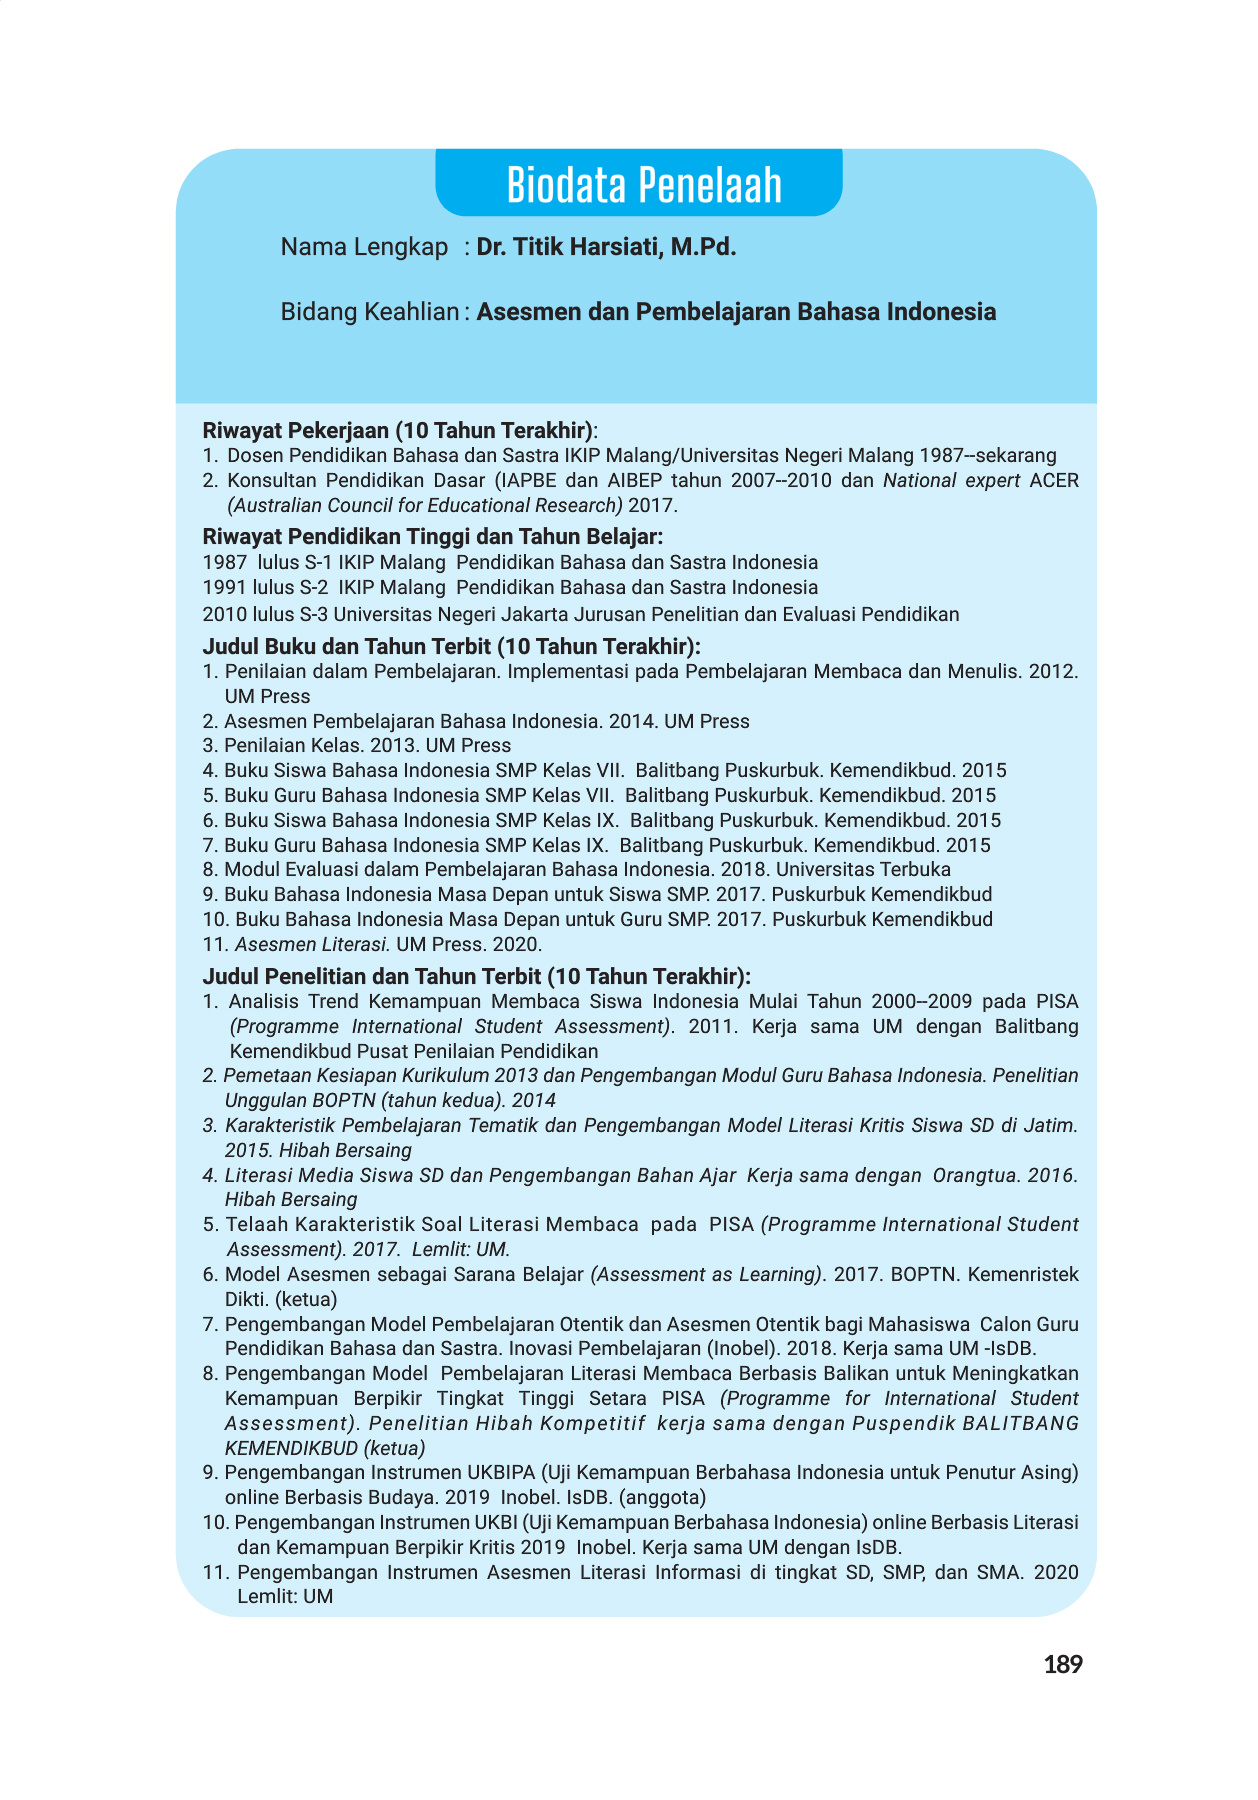 Biodata Penelaah
Nama Lengkap : Dr. Titik Harsiati, M.Pd.
Bidang Keahlian : Asesmen dan Pembelajaran Bahasa Indonesia
Riwayat Pekerjaan (10 Tahun Terakhir):
1. Dosen Pendidikan Bahasa dan Sastra IKIP Malang/Universitas Negeri Malang 1987--sekarang
2. Konsultan Pendidikan Dasar (IAPBE dan AIBEP tahun 2007--2010 dan National expert ACER
(Australian Council for Educational Research) 2017.
Riwayat Pendidikan Tinggi dan Tahun Belajar:
1987 lulus S-1 IKIP Malang Pendidikan Bahasa dan Sastra Indonesia
1991 lulus S-2 IKIP Malang Pendidikan Bahasa dan Sastra Indonesia
2010 lulus S-3 Universitas Negeri Jakarta Jurusan Penelitian dan Evaluasi Pendidikan
Judul Buku dan Tahun Terbit (10 Tahun Terakhir):
1. Penilaian dalam Pembelajaran. Implementasi pada Pembelajaran Membaca dan Menulis. 2012.
UM Press
2. Asesmen Pembelajaran Bahasa Indonesia. 2014. UM Press
3. Penilaian Kelas. 2013. UM Press
4. Buku Siswa Bahasa Indonesia SMP Kelas VII. Balitbang Puskurbuk. Kemendikbud. 2015
5. Buku Guru Bahasa Indonesia SMP Kelas VII. Balitbang Puskurbuk. Kemendikbud. 2015
6. Buku Siswa Bahasa Indonesia SMP Kelas IX. Balitbang Puskurbuk. Kemendikbud. 2015
7. Buku Guru Bahasa Indonesia SMP Kelas IX. Balitbang Puskurbuk. Kemendikbud. 2015
8. Modul Evaluasi dalam Pembelajaran Bahasa Indonesia. 2018. Universitas Terbuka
9. Buku Bahasa Indonesia Masa Depan untuk Siswa SMP. 2017. Puskurbuk Kemendikbud
10. Buku Bahasa Indonesia Masa Depan untuk Guru SMP. 2017. Puskurbuk Kemendikbud
11. Asesmen Literasi. UM Press. 2020.
Judul Penelitian dan Tahun Terbit (10 Tahun Terakhir):
1. Analisis Trend Kemampuan Membaca Siswa Indonesia Mulai Tahun 2000--2009 pada PISA
(Programme International Student Assessment). 2011. Kerja sama UM dengan Balitbang
Kemendikbud Pusat Penilaian Pendidikan
2. Pemetaan Kesiapan Kurikulum 2013 dan Pengembangan Modul Guru Bahasa Indonesia. Penelitian
Unggulan BOPTN (tahun kedua). 2014
3. Karakteristik Pembelajaran Tematik dan Pengembangan Model Literasi Kritis Siswa SD di Jatim.
2015. Hibah Bersaing
4. Literasi Media Siswa SD dan Pengembangan Bahan Ajar Kerja sama dengan Orangtua. 2016.
Hibah Bersaing
5. Telaah Karakteristik Soal Literasi Membaca pada PISA (Programme International Student
Assessment). 2017. Lemlit: UM.
6. Model Asesmen sebagai Sarana Belajar (Assessment as Learning). 2017. BOPTN. Kemenristek
Dikti. (ketua)
7. Pengembangan Model Pembelajaran Otentik dan Asesmen Otentik bagi Mahasiswa Calon Guru
Pendidikan Bahasa dan Sastra. Inovasi Pembelajaran (Inobel). 2018. Kerja sama UM -IsDB.
8. Pengembangan Model Pembelajaran Literasi Membaca Berbasis Balikan untuk Meningkatkan
Kemampuan Berpikir Tingkat Tinggi Setara PISA (Programme for International Student
Assessment). Penelitian Hibah Kompetitif kerja sama dengan Puspendik BALITBANG
KEMENDIKBUD (ketua)
9. Pengembangan Instrumen UKBIPA (Uji Kemampuan Berbahasa Indonesia untuk Penutur Asing)
online Berbasis Budaya. 2019 Inobel. IsDB. (anggota)
10. Pengembangan Instrumen UKBI (Uji Kemampuan Berbahasa Indonesia) online Berbasis Literasi
dan Kemampuan Berpikir Kritis 2019 Inobel. Kerja sama UM dengan IsDB.
11. Pengembangan Instrumen Asesmen Literasi Informasi di tingkat SD, SMP, dan SMA. 2020
Lemlit: UM
189